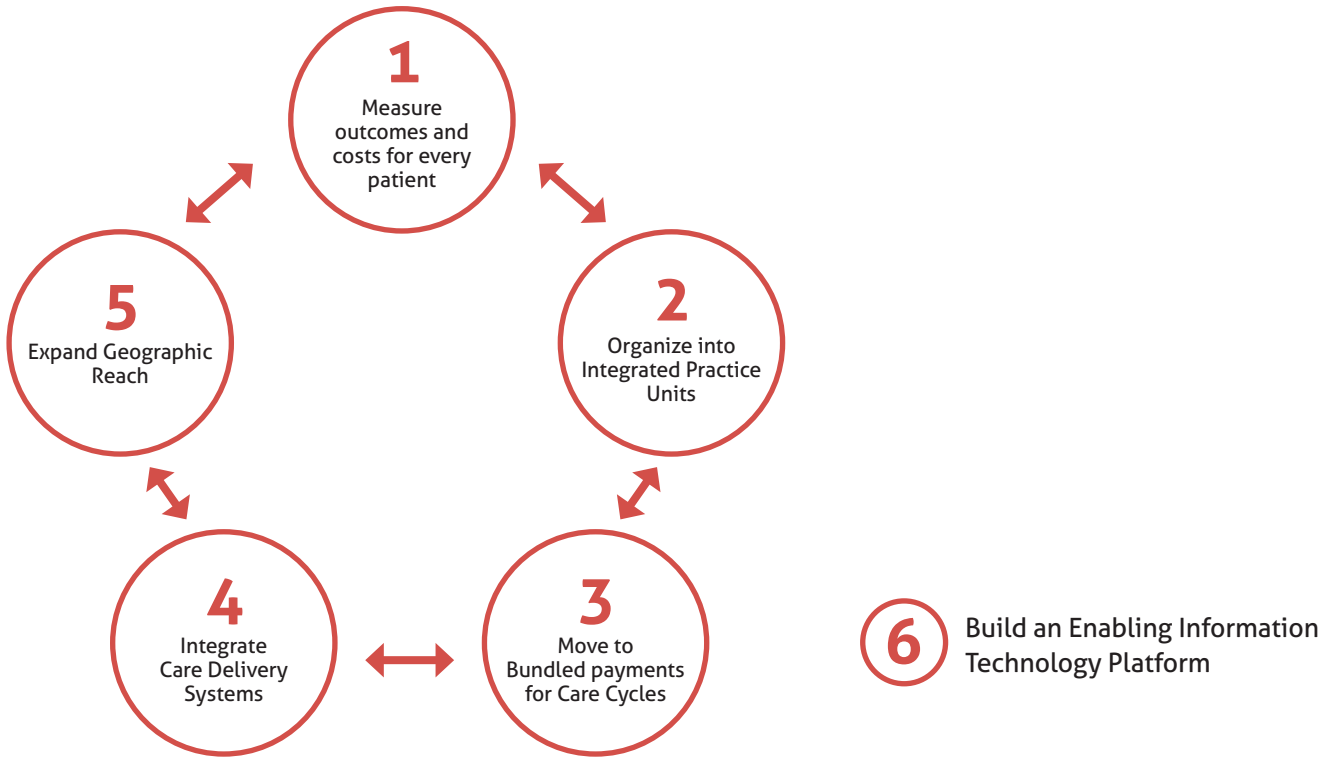 1
Measure
outcomes and
costs for every
patient
2
Organize into
Integrated Practice
Units
3
Move to
Bundled payments
for Care Cycles
4
Integrate
Care Delivery
Systems
5
Expand Geographic
Reach
6
Build an Enabling Information
Technology Platform